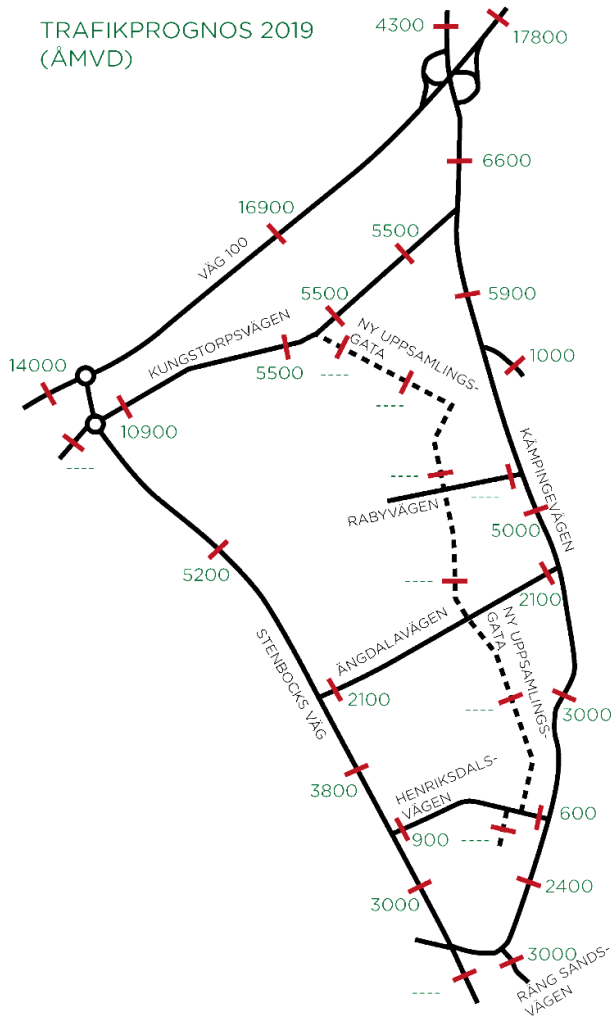 TRAFIKPROGNOS 2019
(ÅMVD)
4300
17800
6600
16900
5500
VÄG 100
5900
5500
NY UPPSAMLINGS-
GATA
KUNGSTORPSVÄGEN
5500
1000
14000
----
----
10900
----
KÄMPINGEVÄGEN
----
----
RABYVÄGEN
5000
5200
----
2100
ÄNGDALAVÄGEN
NY UPPSAMLINGS-
GATA
STENBOCKS VÄG
2100
----
3000
3800
HENRIKSDALS-
VÄGEN
600
900
----
2400
3000
3000
RÄNG SANDS-
VÄGEN
----